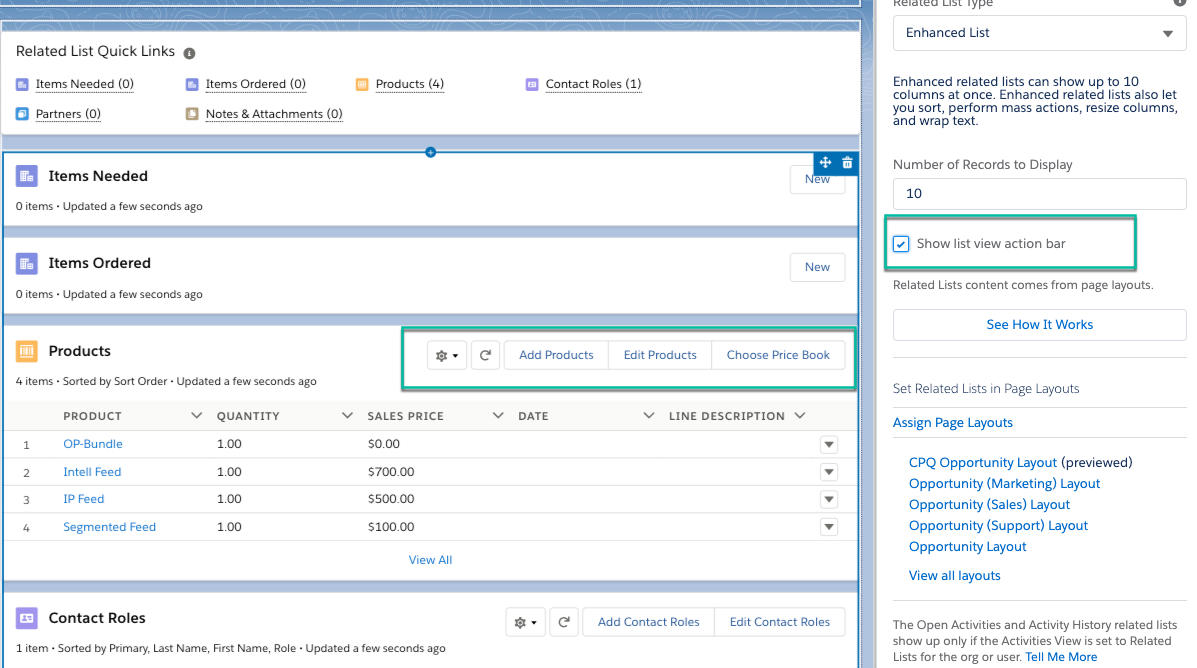 Related List Quick Links
Items Needed (0) Items Ordered (0) Products (4) Contact Roles (1)
Partners (0) Notes & Attachments (0)
Items Needed
New
0 items • Updated a few seconds ago
Items Ordered
New
0 items • Updated a few seconds ago
Products
Add Products Edit Products Choose Price Book
4 items • Sorted by Sort Order • Updated a few seconds ago
PRODUCT QUANTITY SALES PRICE DATE LINE DESCRIPTION
1 OP-Bundle 1.00 $0.00
2 Intell Feed 1.00 $700.00
3 IP Feed 1.00 $500.00
4 Segmented Feed 1.00 $100.00
View All
Contact Roles
Add Contact Roles Edit Contact Roles
1 item • Sorted by Primary, Last Name, First Name, Role • Updated a few seconds ago
Related List Type
Enhanced List
Enhanced related lists can show up to 10
columns at once. Enhanced related lists also let
you sort, perform mass actions, resize columns,
and wrap text.
Number of Records to Display
10
Show list view action bar
Related Lists content comes from page layouts.
See How It Works
Set Related Lists in Page Layouts
Assign Page Layouts
CPQ Opportunity Layout (previewed)
Opportunity (Marketing) Layout
Opportunity (Sales) Layout
Opportunity (Support) Layout
Opportunity Layout
View all layouts
The Open Activities and Activity History related lists
show up only if the Activities View is set to Related
Lists for the org or user. Tell Me More